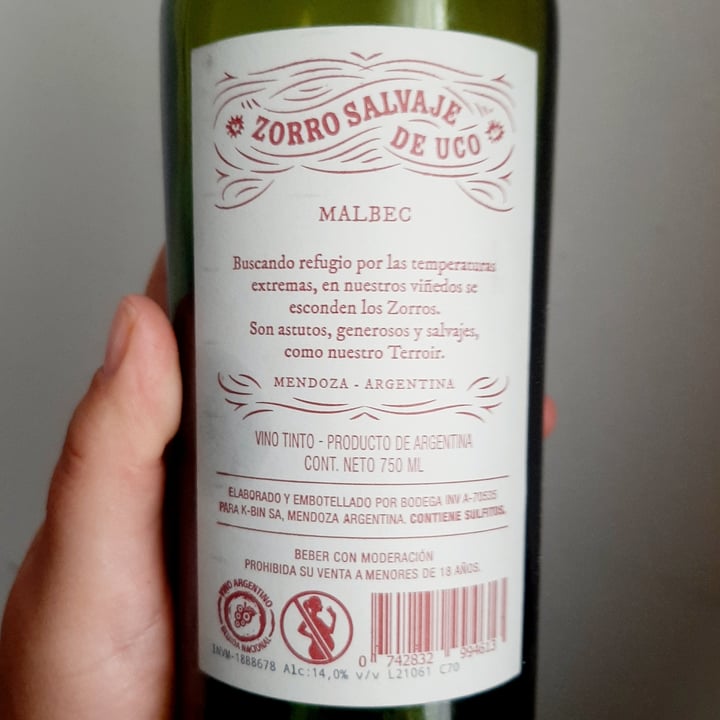 ZORRO SALVAJE
DE UCO
MALBEC
Buscando refugio por las temperaturas
extremas, en nuestros viñedos se
esconden los Zorros.
Son astutos, generosos y salvajes,
como nuestro Terroir.
MENDOZA - ARGENTINA
VINO TINTO - PRODUCTO DE ARGENTINA
CONT. NETO 750 ML
ELABORADO Y EMBOTELLADO POR BODEGA INV A-70535
PARA K-BIN SA, MENDOZA ARGENTINA. CONTIENE SULFITOS.
BEBER CON MODERACIÓN
PROHIBIDA SU VENTA A MENORES DE 18 AÑOS.
VINO ARGENTINO
BEBIDA NACIONAL
0 742832 994613
INVM-1888678 Alc:14,0% v/v L21061 C70